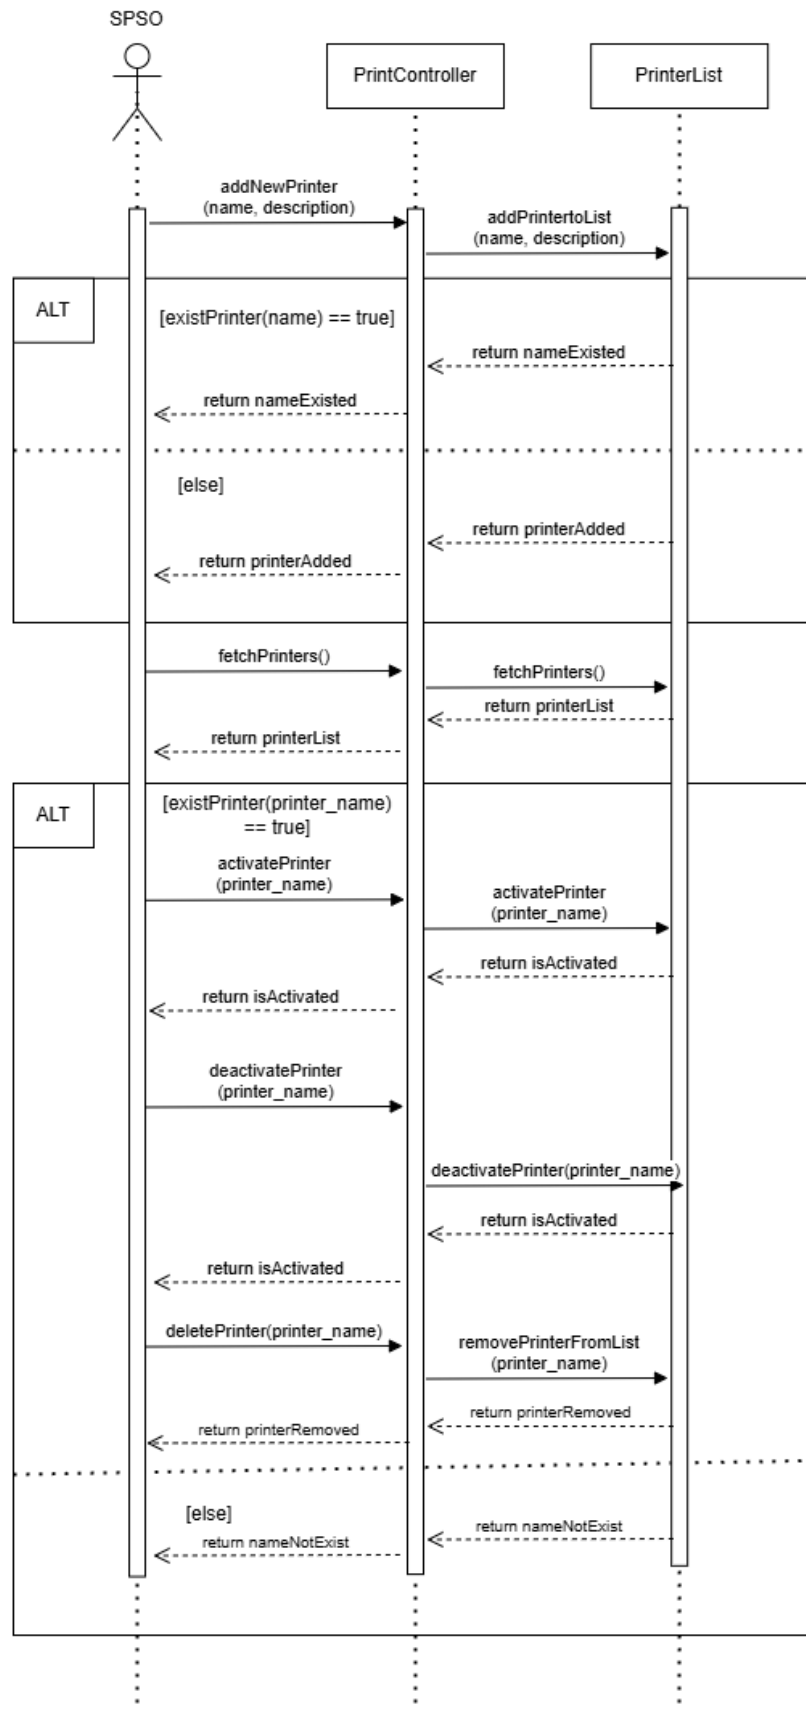 SPSO
PrintController
PrinterList
addNewPrinter
(name, description)
addPrintertoList
(name, description)
ALT
[existPrinter(name) == true]
return nameExisted
return nameExisted
[else]
return printerAdded
return printerAdded
fetchPrinters()
fetchPrinters()
return printerList
return printerList
ALT
[existPrinter(printer_name)
== true]
activatePrinter
(printer_name)
activatePrinter
(printer_name)
return isActivated
return isActivated
deactivatePrinter
(printer_name)
deactivatePrinter(printer_name)
return isActivated
return isActivated
deletePrinter(printer_name)
removePrinterFromList
(printer_name)
return printerRemoved
return printerRemoved
[else]
return nameNotExist
return nameNotExist